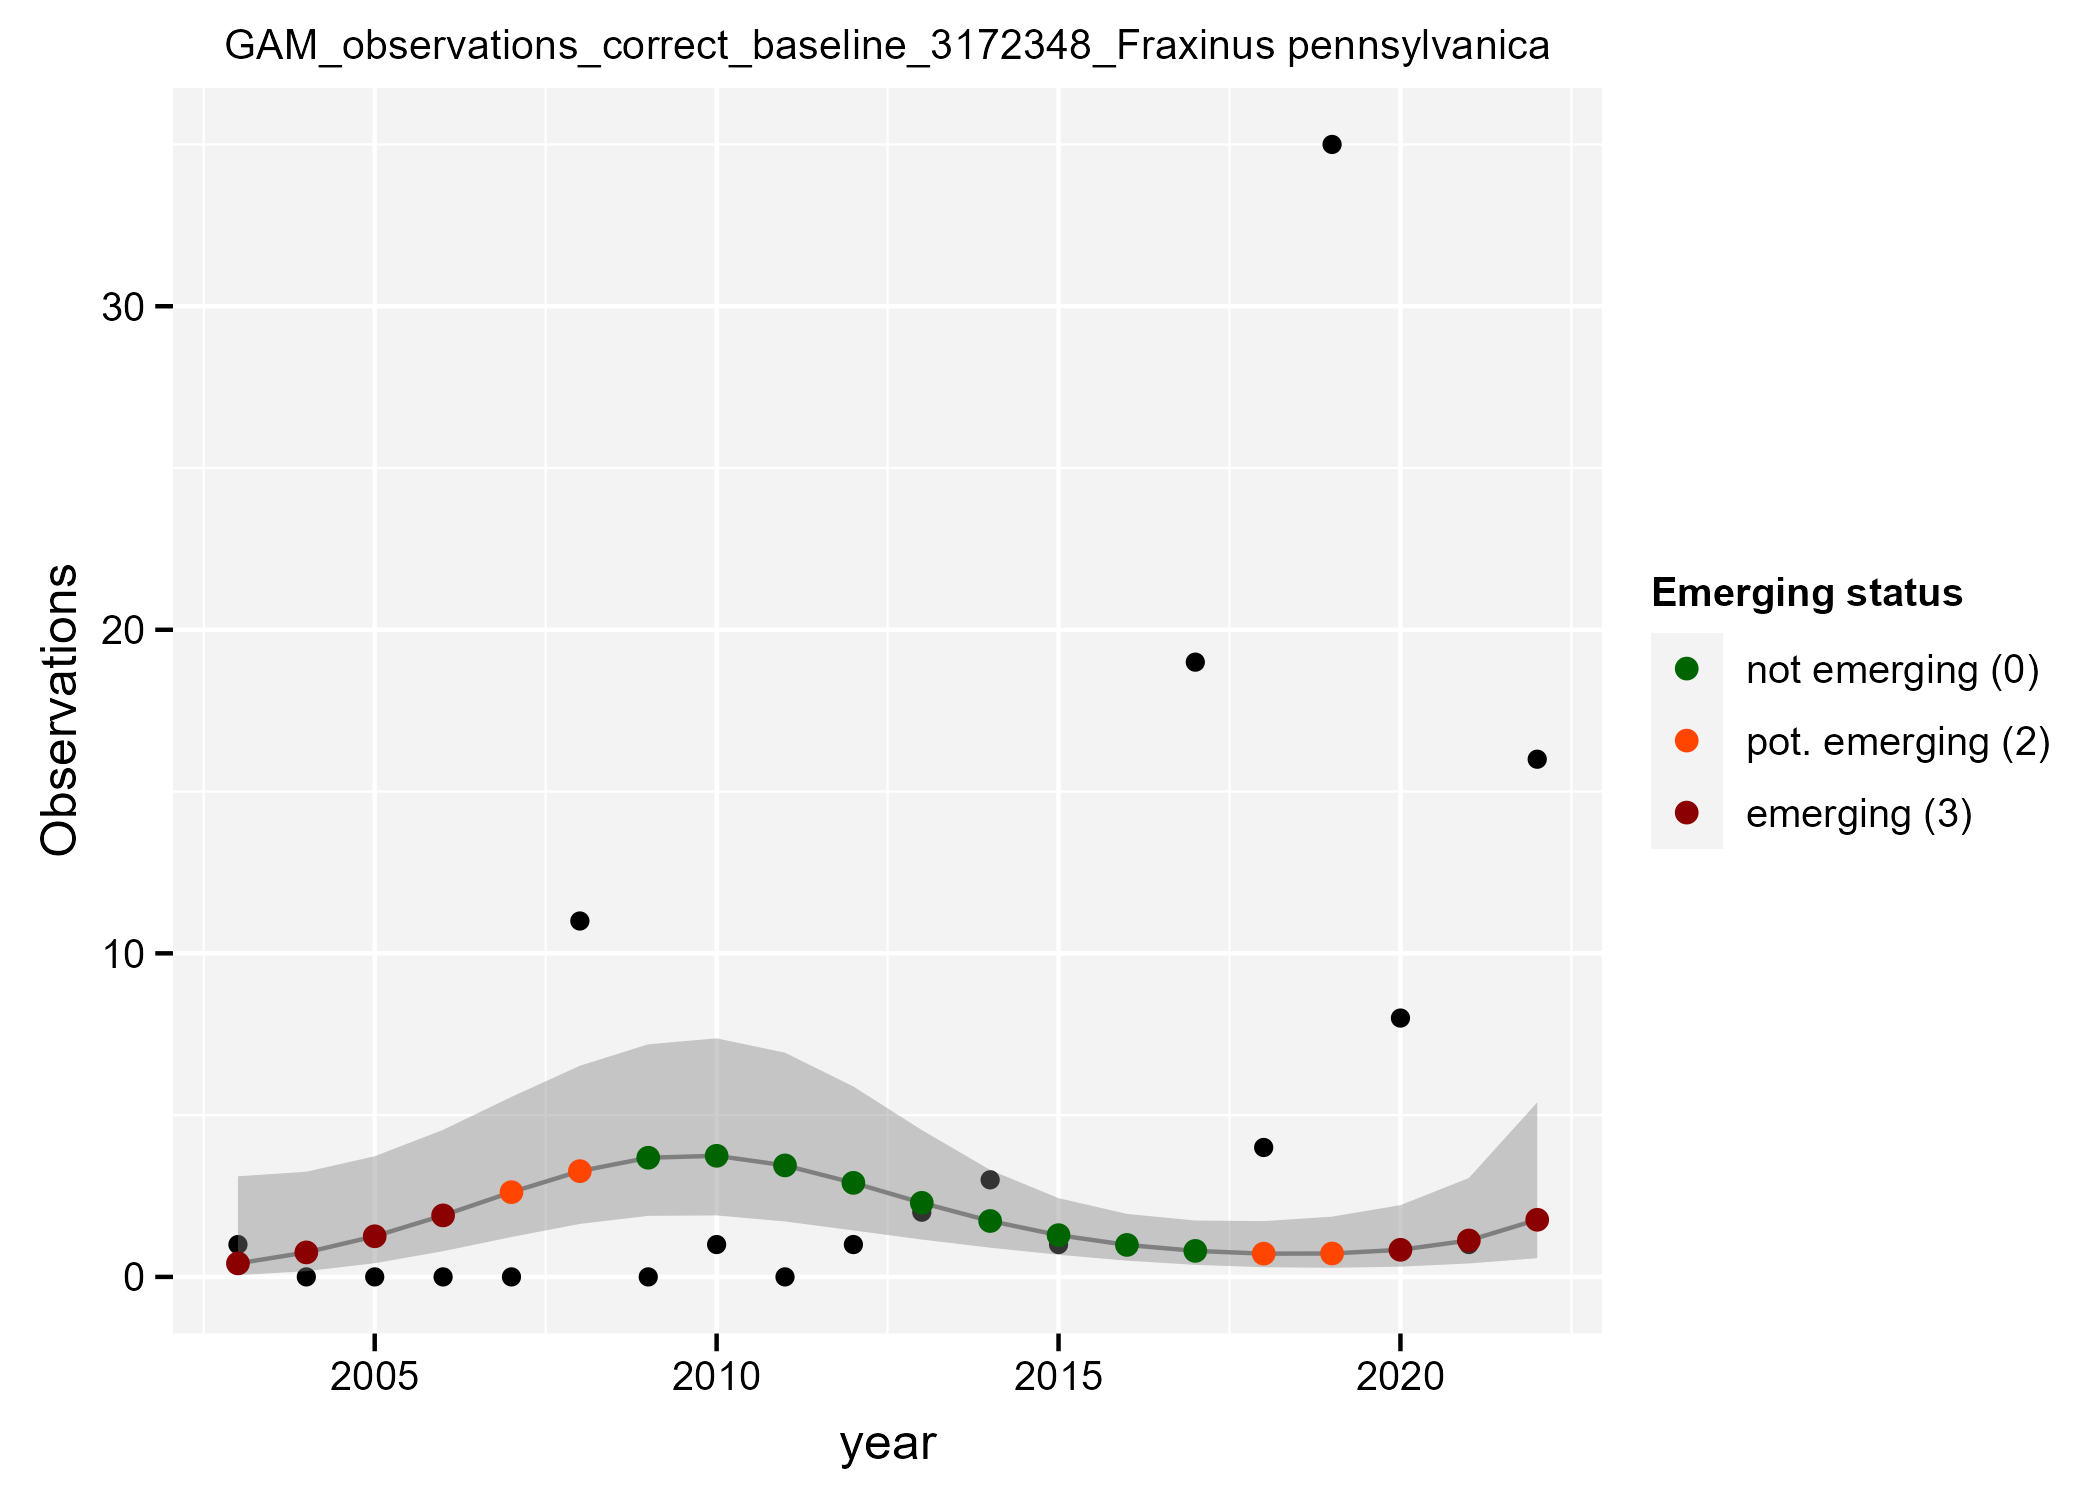 GAM_observations_correct_baseline_3172348_Fraxinus pennsylvanica
Observations
30
20
10
0
2005
2010
2015
2020
year
Emerging status
not emerging (0)
pot. emerging (2)
emerging (3)